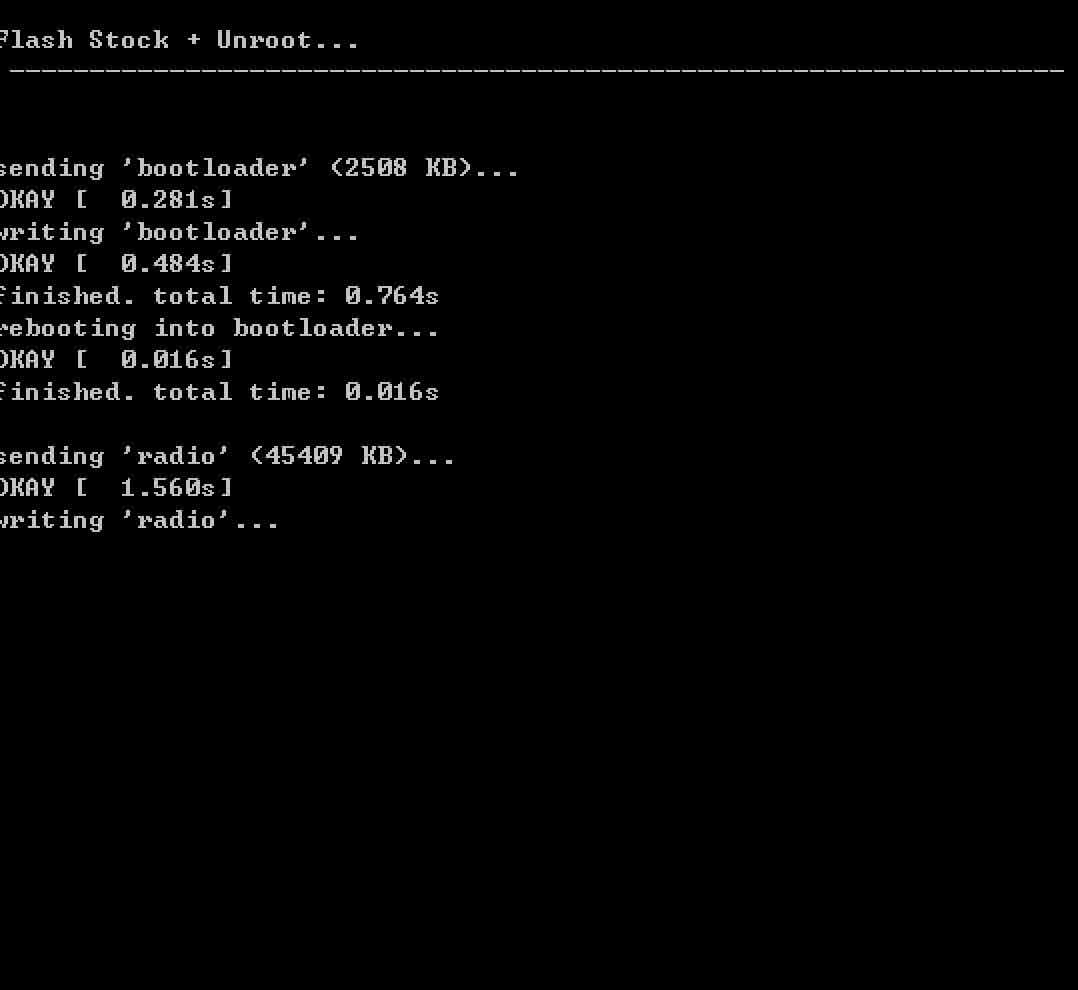 Flash Stock + Unroot...
------------------------------------------------------------------
sending 'bootloader' (2508 KB)...
OKAY [  0.281s]
writing 'bootloader'...
OKAY [  0.484s]
finished. total time: 0.764s
rebooting into bootloader...
OKAY [  0.016s]
finished. total time: 0.016s
sending 'radio' (45409 KB)...
OKAY [  1.560s]
writing 'radio'...